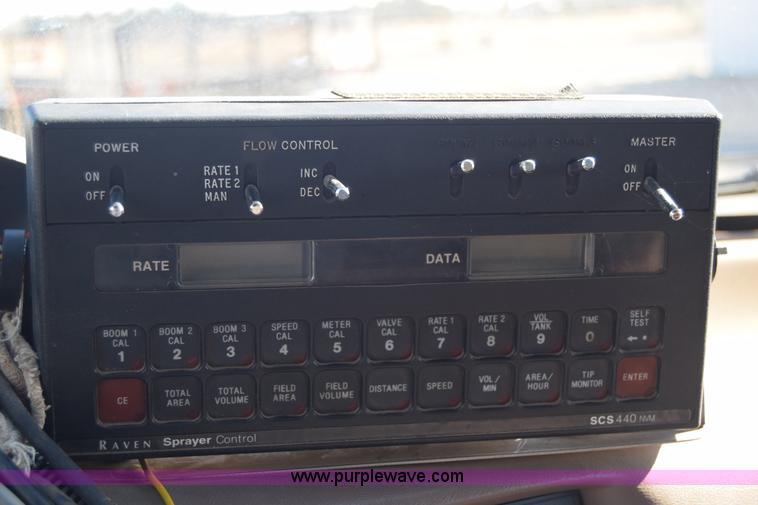 POWER
FLOW CONTROL
MASTER
ON
OFF
RATE 1
RATE 2
MAN
INC
DEC
ON
OFF
RATE
DATA
BOOM 1 CAL 1
BOOM 2 CAL 2
BOOM 3 CAL 3
SPEED CAL 4
METER CAL 5
VALVE CAL 6
RATE 1 CAL 7
RATE 2 CAL 8
VOL. TANK 9
TIME 0
SELF TEST ← •
CE
TOTAL AREA
TOTAL VOLUME
FIELD AREA
FIELD VOLUME
DISTANCE
SPEED
VOL/ MIN
AREA/ HOUR
TIP MONITOR
ENTER
RAVEN Sprayer Control
SCS 440 NVM
www.purplewave.com